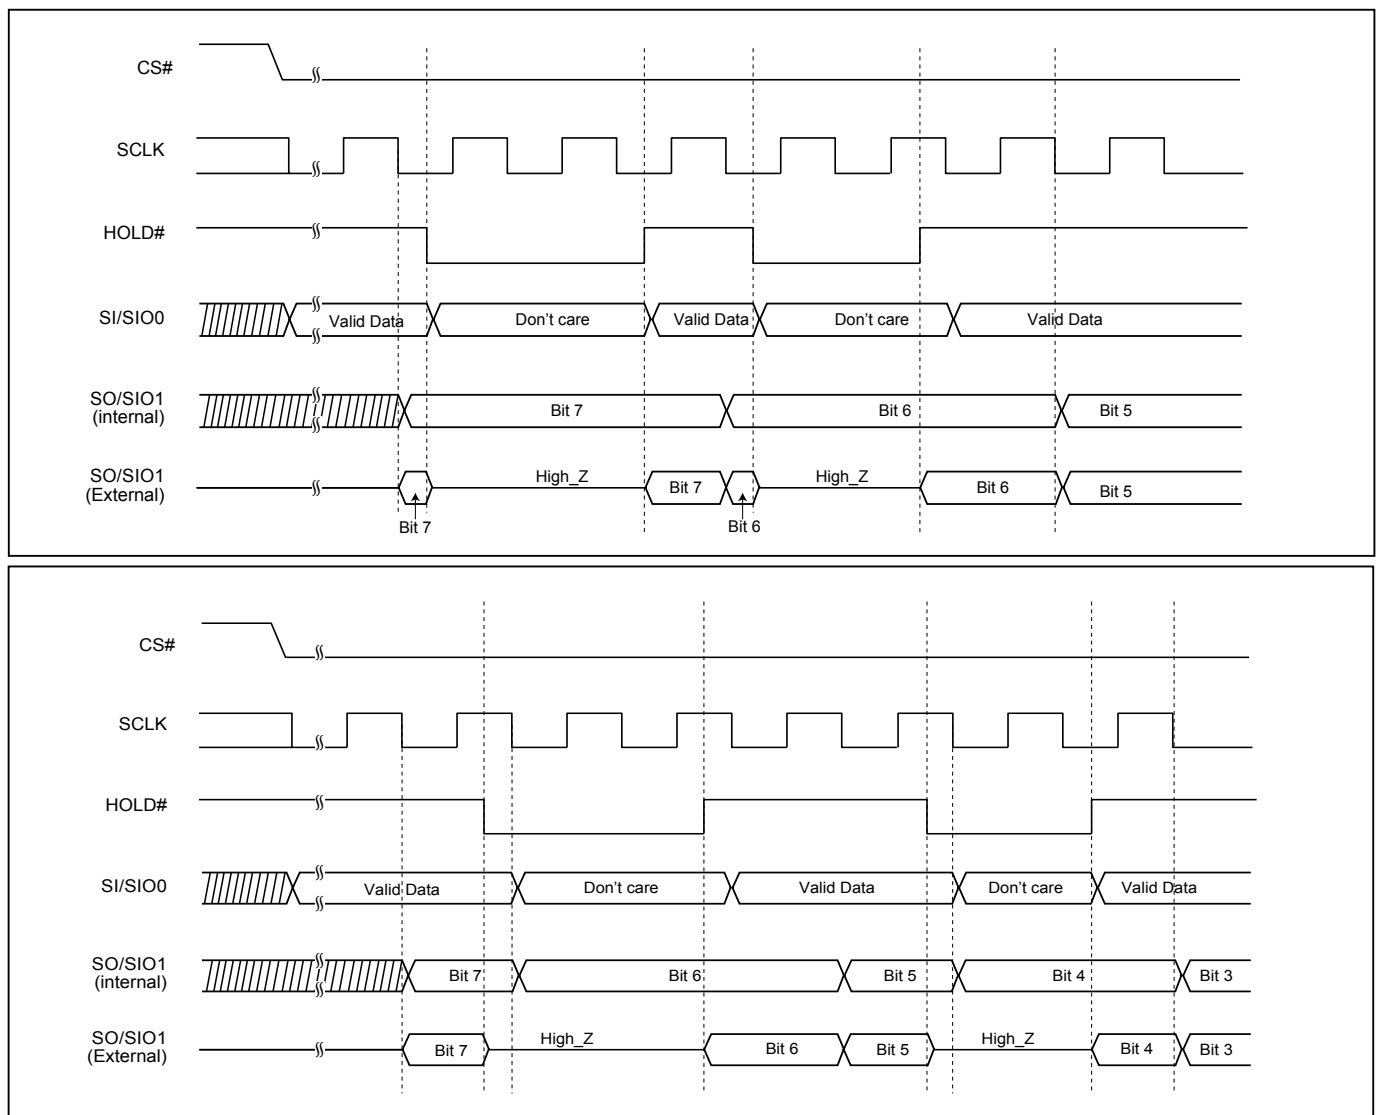 CS#
SCLK
HOLD#
SI/SIO0
Valid Data
Don't care
Valid Data
Don't care
Valid Data
SO/SIO1
(internal)
Bit 7
Bit 6
Bit 5
SO/SIO1
(External)
High_Z
Bit 7
High_Z
Bit 6
Bit 5
Bit 7
Bit 6
CS#
SCLK
HOLD#
SI/SIO0
Valid Data
Don't care
Valid Data
Don't care
Valid Data
SO/SIO1
(internal)
Bit 7
Bit 6
Bit 5
Bit 4
Bit 3
SO/SIO1
(External)
Bit 7
High_Z
Bit 6
Bit 5
High_Z
Bit 4
Bit 3